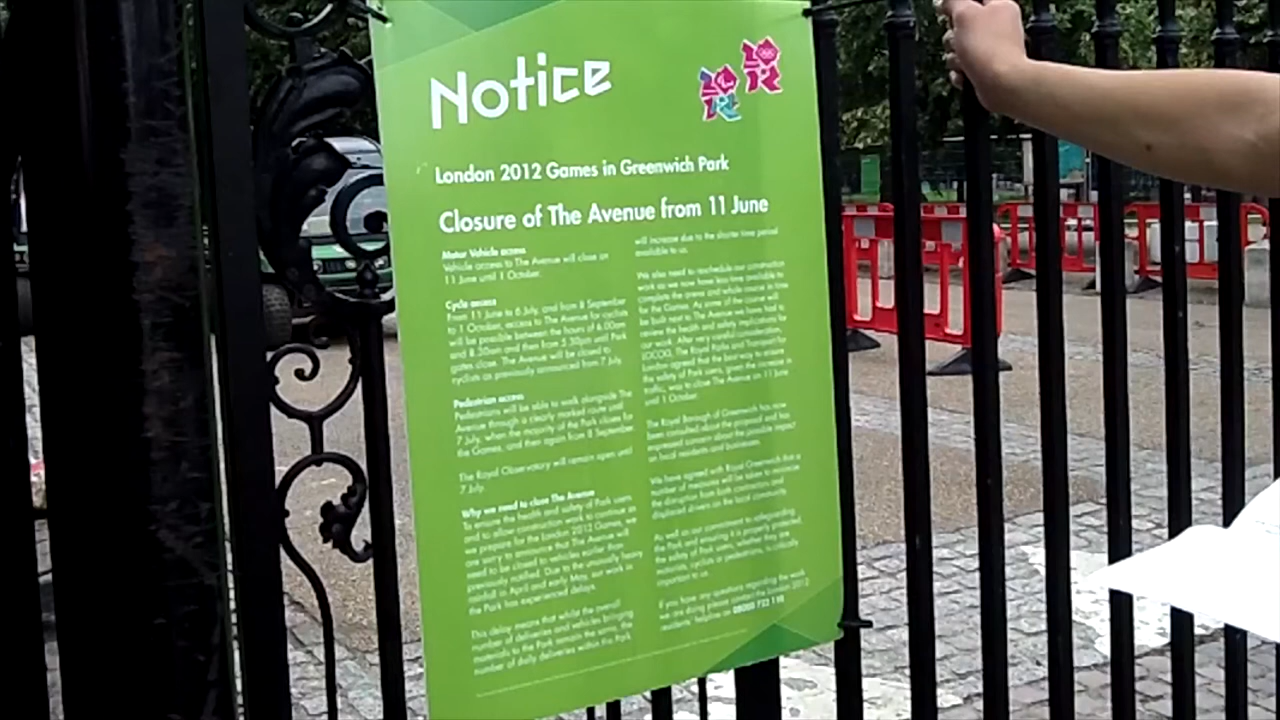 Notice
London 2012 Games in Greenwich Park
Closure of The Avenue from 11 June
Motor Vehicle access
Vehicle access to The Avenue will close on
11 June until 1 October.
Cycle access
From 11 June to 6 July, and from 8 September
to 1 October, access to The Avenue for cyclists
will be possible between the hours of 6.00am
and 8.30am and then from 5.30pm until Park
gates close. The Avenue will be closed to
cyclists as previously announced from 7 July.
Pedestrian access
Pedestrians will be able to walk alongside The
Avenue through a clearly marked route until
7 July, when the majority of the Park closes for
the Games, and then again from 8 September
The Royal Observatory will remain open until
7 July.
Why we need to close The Avenue
To ensure the health and safety of Park users
and to allow construction work to continue as
we prepare for the London 2012 Games, we
are sorry to announce that The Avenue will
need to be closed to vehicles earlier than
previously notified. Due to the unusually heavy
rainfall in April and early May, our work in
the Park has experienced delays.
This delay means that whilst the overall
number of deliveries and vehicles bringing
materials to the Park remain the same, the
number of daily deliveries within the Park
will increase due to the shorter time period
available to us.
We also need to reschedule our construction
work as we now have less time available to
complete the arena and whole course in time
for the Games. As some of the course will
be built across The Avenue we have had to
review the health and safety implications for
our work. After very careful consideration,
LOCOG, The Royal Parks and Transport for
London agreed that the best way to ensure
the safety of Park users, given the increase in
traffic, was to close The Avenue on 11 June
until 1 October.
The Royal Borough of Greenwich has now
been consulted about the proposal and has
expressed concern about the possible impact
on local residents and businesses.
We have agreed with Royal Greenwich that a
number of measures will be taken to minimise
the disruption from both contractors and
displaced drivers on the local community.
As well as our commitment to safeguarding
the Park and ensuring it is properly protected,
the safety of Park users, whether they are
motorists, cyclists or pedestrians, is equally
important to us.
If you have any questions regarding the work
we are doing please contact the London 2012
residents' helpline on